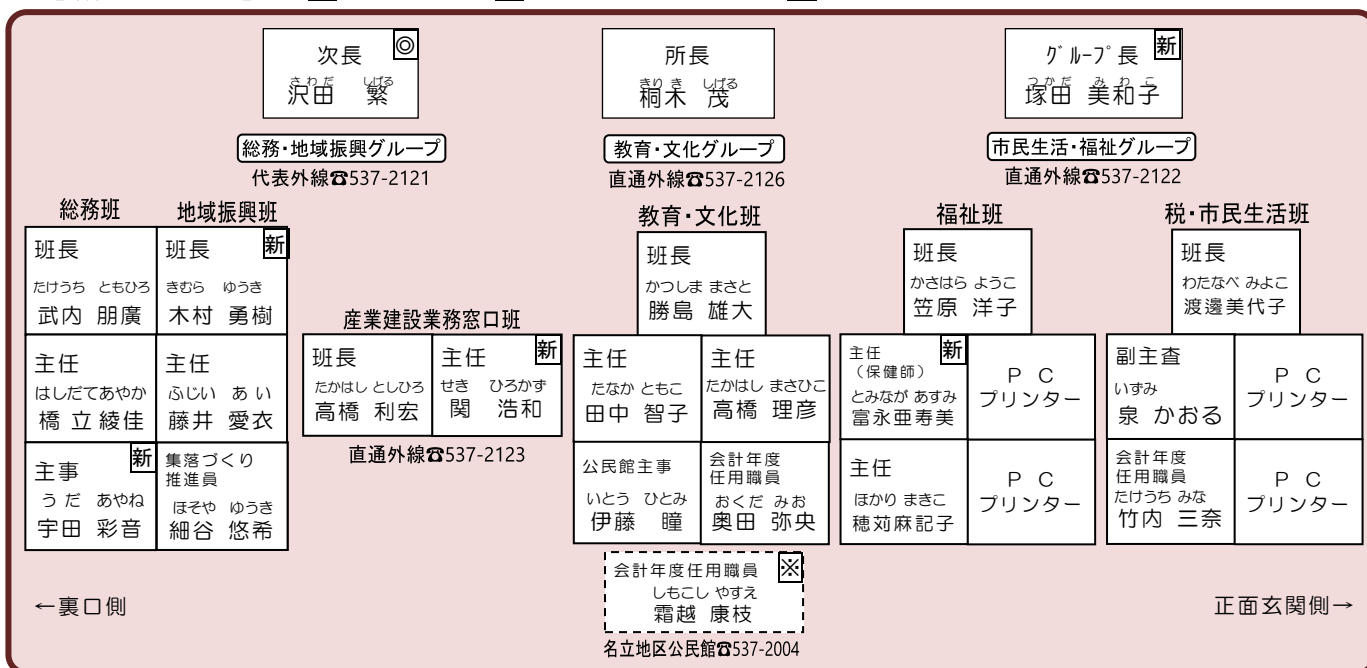 次長 ◎
さわだ しげる
沢田 繁
所長
きりき しげる
桐木 茂
グループ長 新
つかだ みわこ
塚田 美和子
総務・地域振興グループ
代表外線☎537-2121
教育・文化グループ
直通外線☎537-2126
市民生活・福祉グループ
直通外線☎537-2122
総務班
班長
たけうち ともひろ
武内 朋廣
主任
はしだてあやか
橋立綾佳
主事 新
うだ あやね
宇田 彩音
地域振興班
班長 新
きむら ゆうき
木村 勇樹
主任
ふじい あい
藤井 愛衣
集落づくり
推進員
ほそや ゆうき
細谷 悠希
産業建設業務窓口班
班長
たかはし としひろ
高橋 利宏
主任 新
せき ひろかず
関 浩和
直通外線☎537-2123
教育・文化班
班長
かつしま まさと
勝島 雄大
主任
たなか ともこ
田中 智子
主任
たかはし まさひこ
高橋 理彦
公民館主事
いとう ひとみ
伊藤 瞳
会計年度
任用職員
おくだ みお
奥田 弥央
会計年度任用職員 ※
しもこし やすえ
霜越 康枝
名立地区公民館☎537-2004
福祉班
班長
かさはら ようこ
笠原 洋子
主任 新
（保健師）
とみなが あすみ
富永亜寿美
PC
プリンター
主任
ほかり まきこ
穂苅麻記子
PC
プリンター
税・市民生活班
班長
わたなべ みよこ
渡邊美代子
副主査
いずみ
泉 かおる
PC
プリンター
会計年度
任用職員
たけうち みな
竹内 三奈
PC
プリンター
←裏口側
正面玄関側→